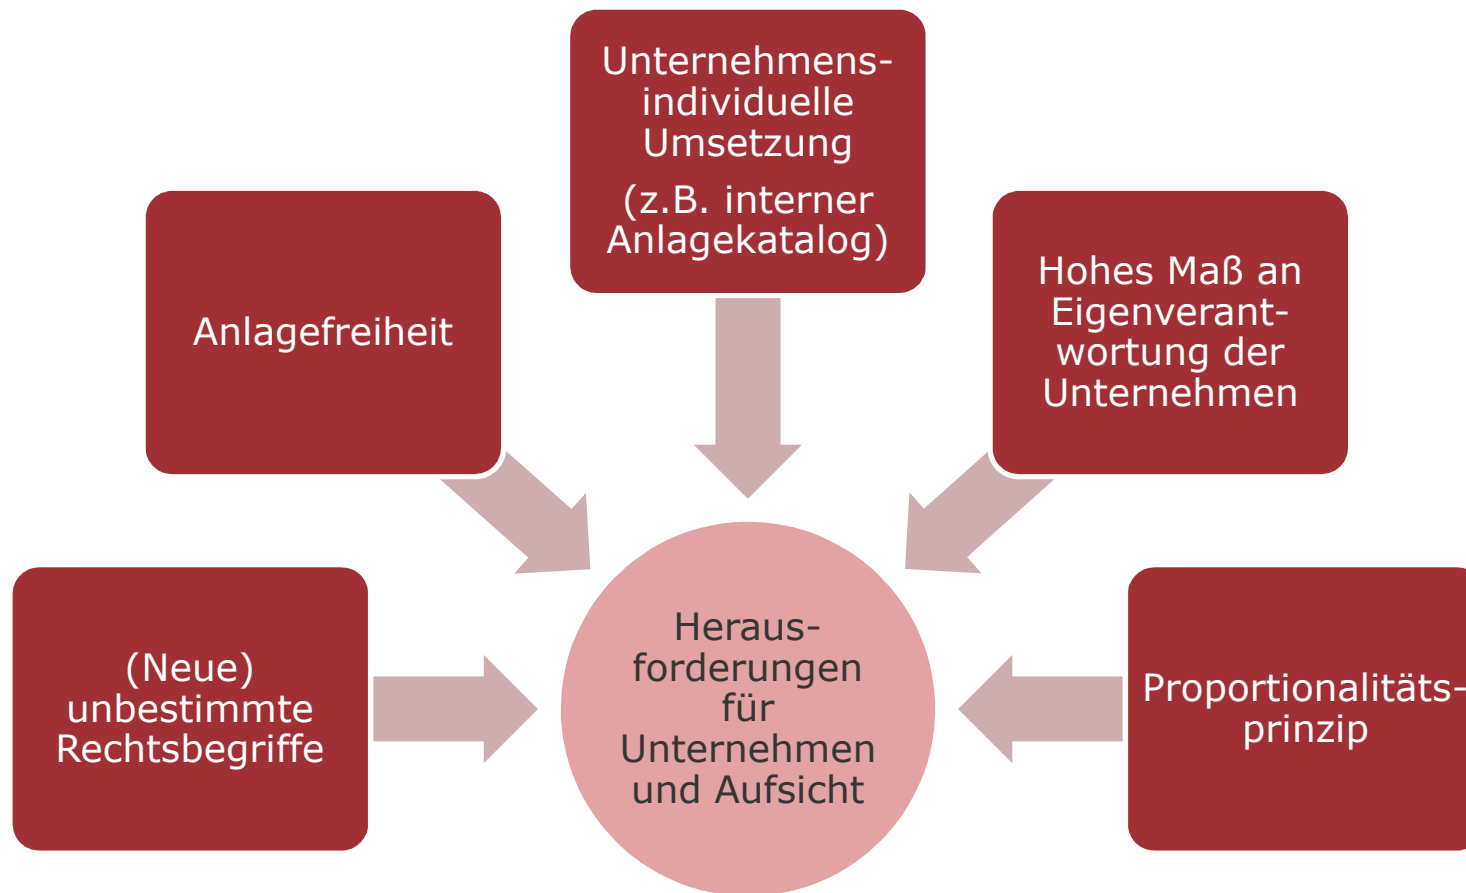 Unternehmens-
individuelle
Umsetzung
(z.B. interner
Anlagekatalog)
Anlagefreiheit
Hohes Maß an
Eigenverant-
wortung der
Unternehmen
(Neue)
unbestimmte
Rechtsbegriffe
Heraus-
forderungen
für
Unternehmen
und Aufsicht
Proportionalitäts-
prinzip